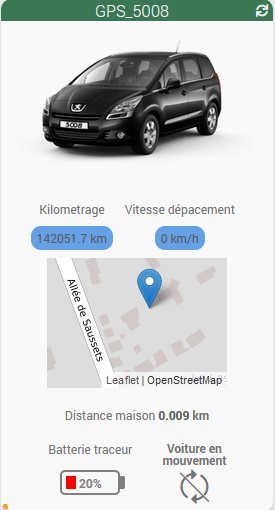 GPS_5008
5008
Kilometrage Vitesse dépacement
142051.7 km 0 km/h
Allée de Saussets
Leaflet | OpenStreetMap
Distance maison 0.009 km
Batterie traceur Voiture en
mouvement
20%